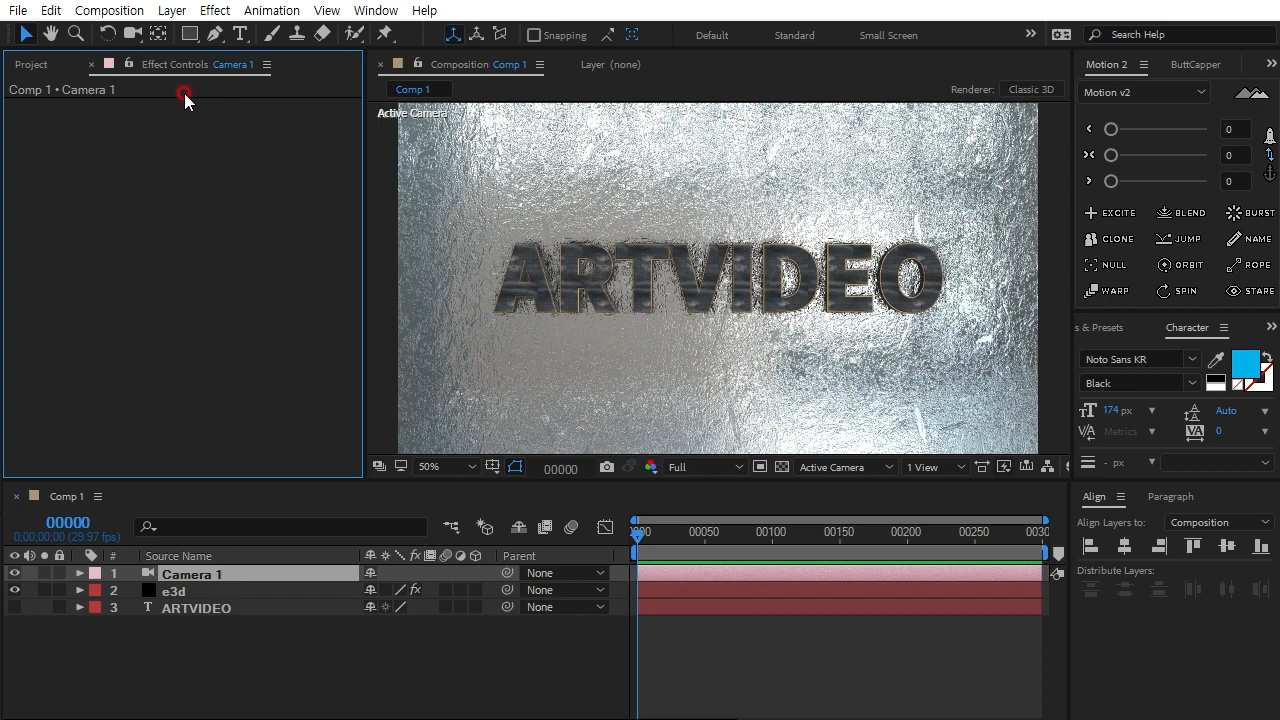 File Edit Composition Layer Effect Animation View Window Help
Snapping Default Standard Small Screen Search Help
Project Effect Controls Camera 1
Composition Comp 1 Layer (none)
Motion 2 ButtCapper
Comp 1 • Camera 1
Comp 1 Renderer: Classic 3D
Motion v2
Active Camera
ARTVIDEO
0
0
0
EXCITE BLEND BURST
CLONE JUMP NAME
NULL ORBIT ROPE
WARP SPIN STARE
s & Presets Character
Noto Sans KR
Black
174 px Auto
Metrics 0
- px
50% 00000 Full Active Camera 1 View
Comp 1
Align Paragraph
00000
0;00;00;00 (29.97 fps)
Align Layers to: Composition
Distribute Layers:
0000 00050 00100 00150 00200 00250 0030
# Source Name fx Parent
1 Camera 1 None
2 e3d fx None
3 T ARTVIDEO None